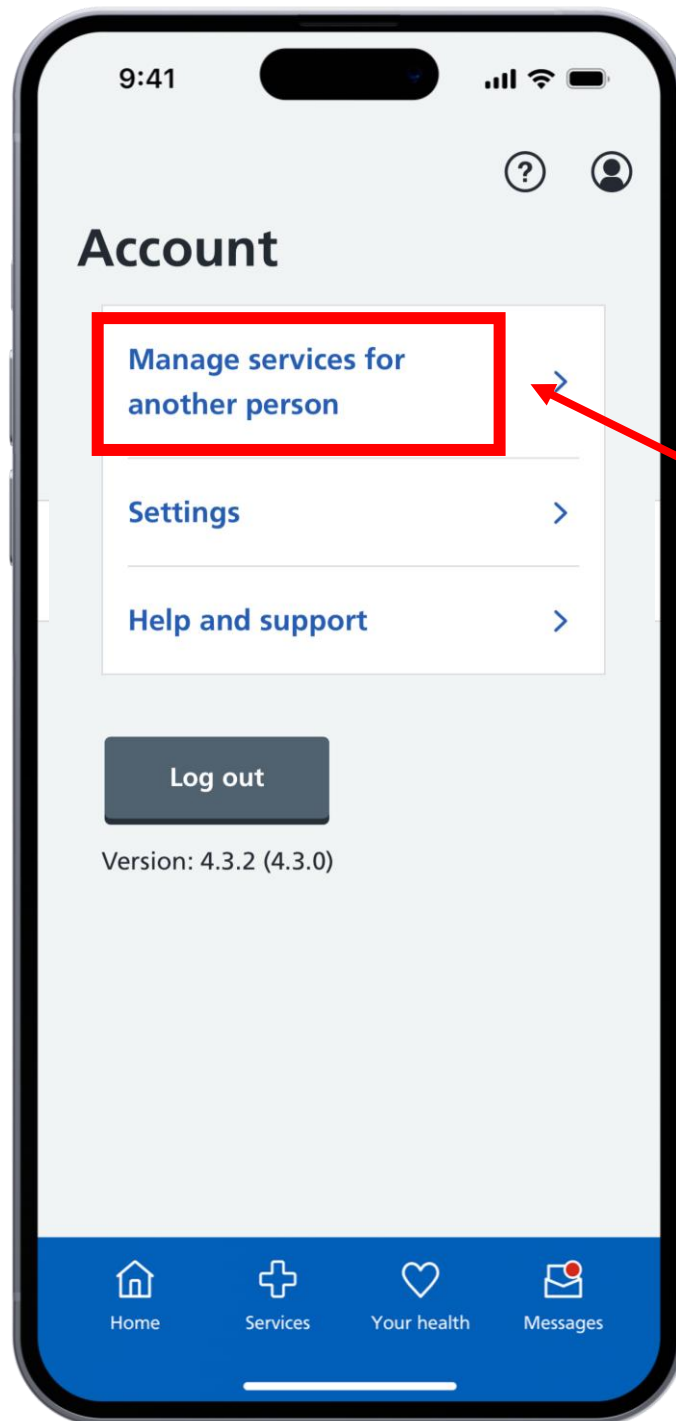 9:41
?
Account
Manage services for
another person
Settings
Help and support
Log out
Version: 4.3.2 (4.3.0)
Home
Services
Your health
Messages